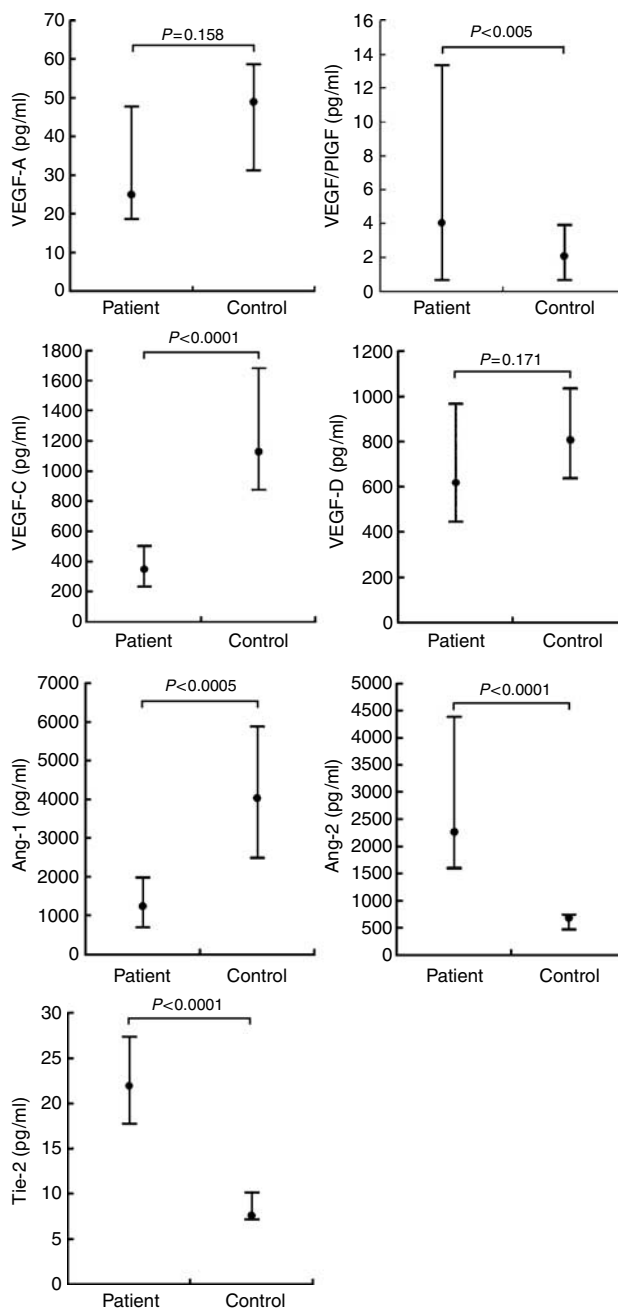 P=0.158
70
60
50
40
30
20
10
0
VEGF-A (pg/ml)
Patient Control
P<0.005
16
14
12
10
8
6
4
2
0
VEGF/PlGF (pg/ml)
Patient Control
P<0.0001
1800
1600
1400
1200
1000
800
600
400
200
0
VEGF-C (pg/ml)
Patient Control
P=0.171
1200
1000
800
600
400
200
0
VEGF-D (pg/ml)
Patient Control
P<0.0005
7000
6000
5000
4000
3000
2000
1000
0
Ang-1 (pg/ml)
Patient Control
P<0.0001
5000
4500
4000
3500
3000
2500
2000
1500
1000
500
0
Ang-2 (pg/ml)
Patient Control
P<0.0001
30
25
20
15
10
5
0
Tie-2 (pg/ml)
Patient Control